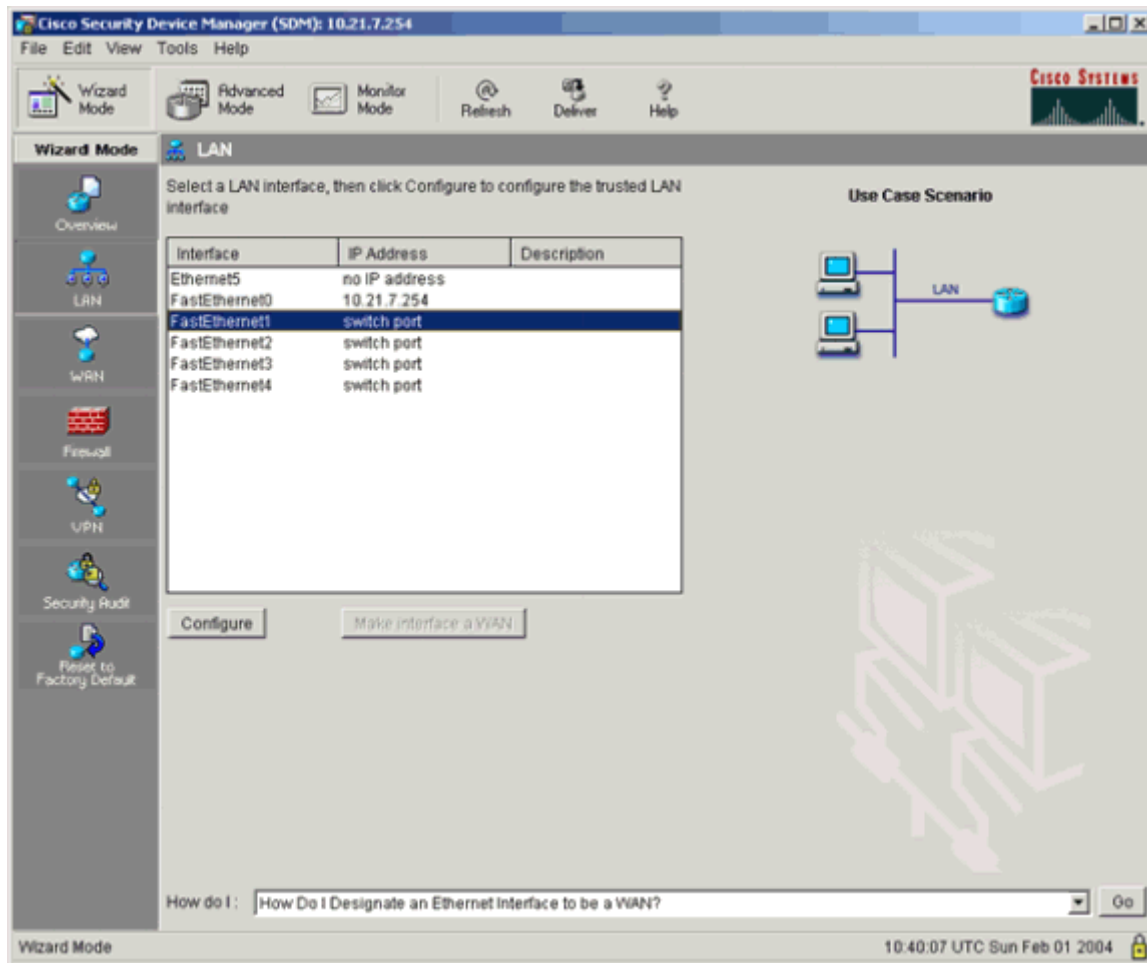 Cisco Security Device Manager (SDM): 10.21.7.254
File Edit View Tools Help
Wizard Mode
Advanced Mode
Monitor Mode
Refresh
Deliver
Help
CISCO SYSTEMS
Wizard Mode
LAN
Overview
LAN
WAN
Firewall
VPN
Security Audit
Reset to
Factory Default
Select a LAN interface, then click Configure to configure the trusted LAN
interface
Interface IP Address Description
Ethernet5 no IP address
FastEthernet0 10.21.7.254
FastEthernet1 switch port
FastEthernet2 switch port
FastEthernet3 switch port
FastEthernet4 switch port
Configure
Make interface a WAN
Use Case Scenario
LAN
How do I : How Do I Designate an Ethernet Interface to be a WAN? Go
Wizard Mode 10:40:07 UTC Sun Feb 01 2004